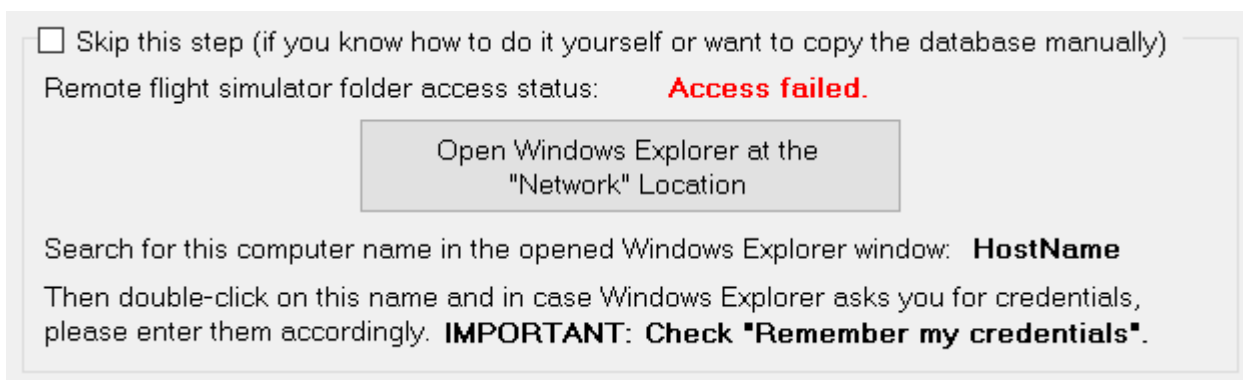 Skip this step (if you know how to do it yourself or want to copy the database manually)
Remote flight simulator folder access status: Access failed.
Open Windows Explorer at the
"Network" Location
Search for this computer name in the opened Windows Explorer window: HostName
Then double-click on this name and in case Windows Explorer asks you for credentials,
please enter them accordingly. IMPORTANT: Check "Remember my credentials".